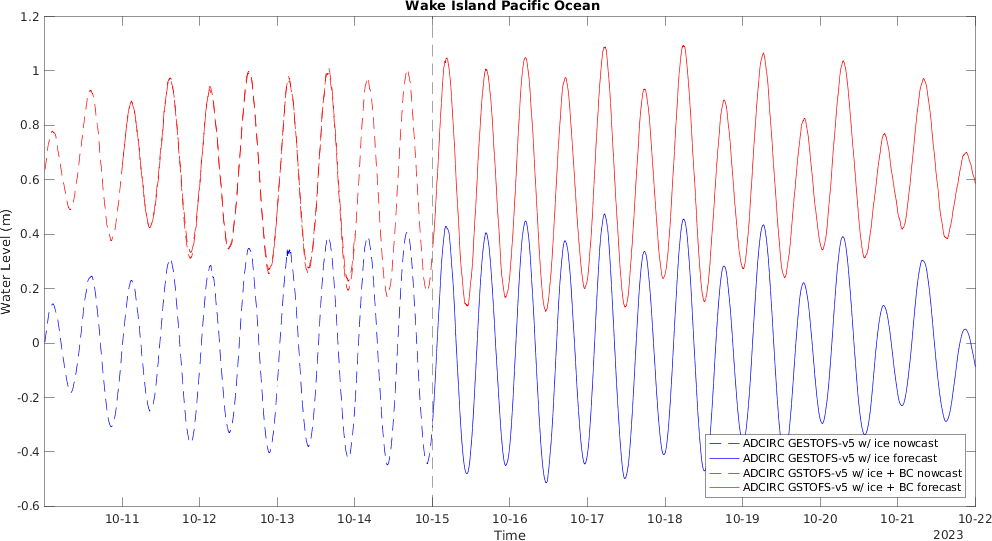 Wake Island Pacific Ocean
Water Level (m)
1.2
1
0.8
0.6
0.4
0.2
0
-0.2
-0.4
-0.6
ADCIRC GESTOFS-v5 w/ ice nowcast
ADCIRC GESTOFS-v5 w/ ice forecast
ADCIRC GSTOFS-v5 w/ ice + BC nowcast
ADCIRC GSTOFS-v5 w/ ice + BC forecast
10-11 10-12 10-13 10-14 10-15 10-16 10-17 10-18 10-19 10-20 10-21 10-22
Time
2023